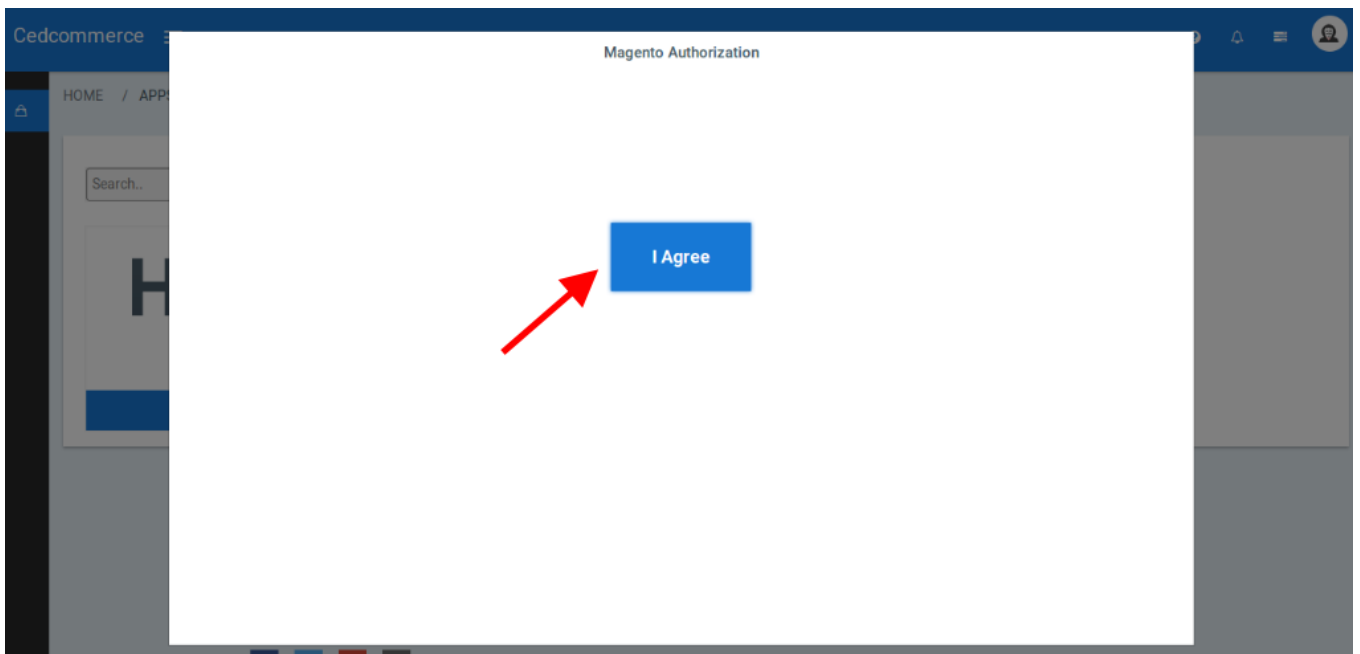 Cedcommerce
Magento Authorization
HOME / APPS
Search..
I Agree
H